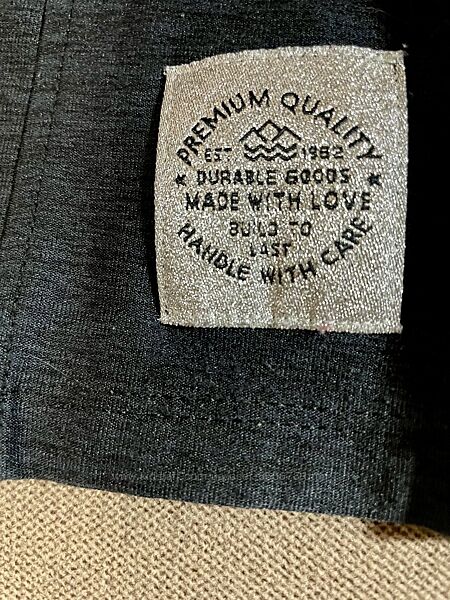 PREMIUM QUALITY
EST 1982
★ DURABLE GOODS ★
MADE WITH LOVE
BUILD TO
LAST
HANDLE WITH CARE